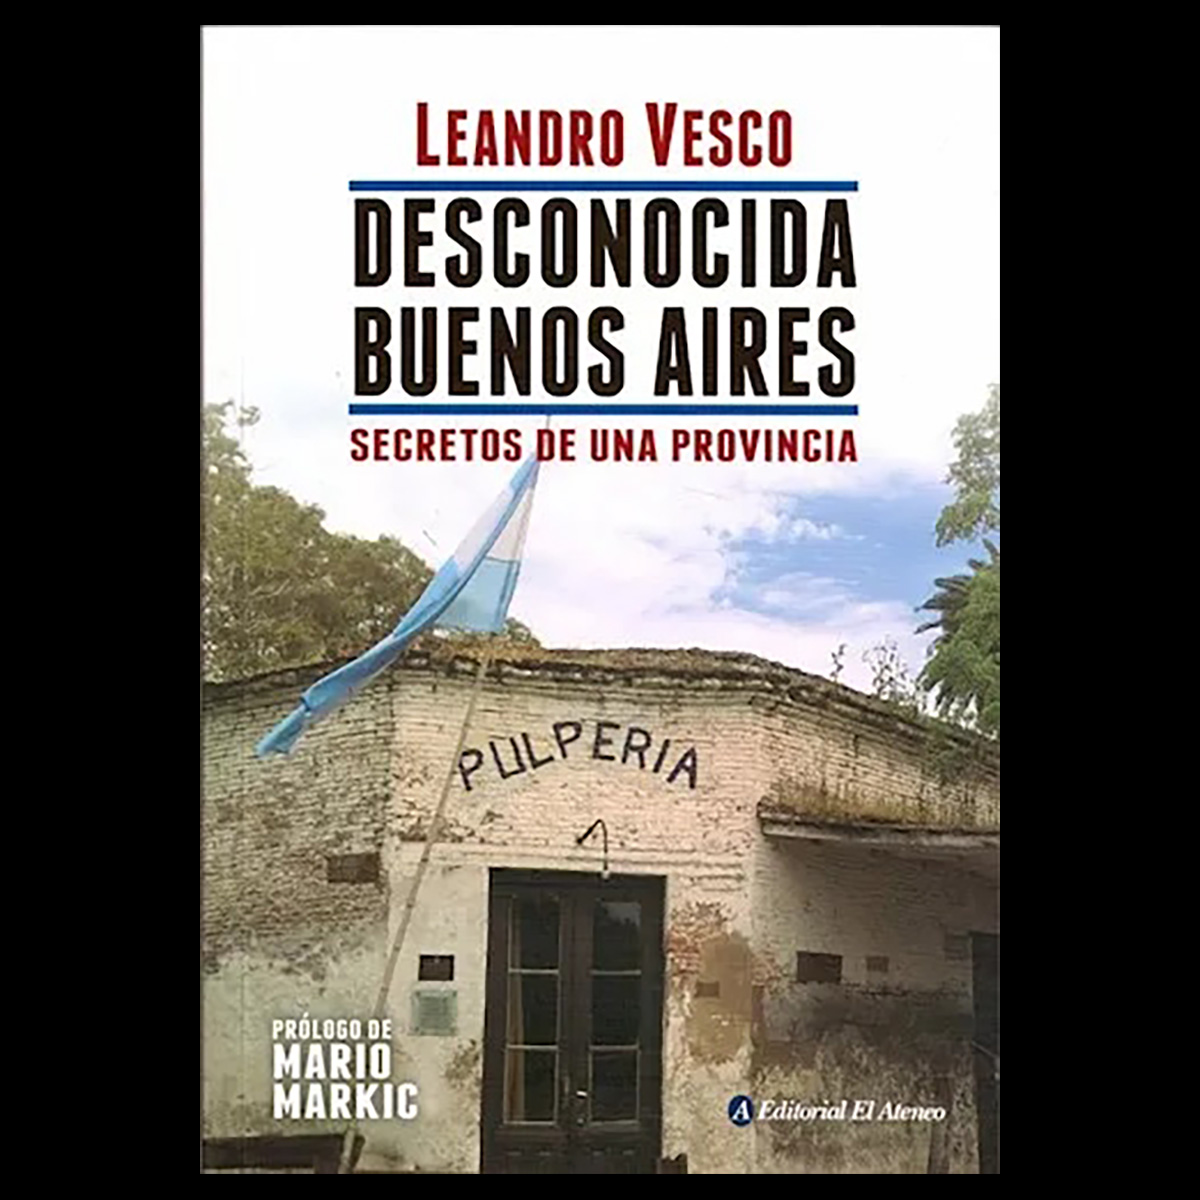 LEANDRO VESCO
DESCONOCIDA
BUENOS AIRES
SECRETOS DE UNA PROVINCIA
PULPERIA
PRÓLOGO DE
MARIO
MARKIC
A Editorial El Ateneo